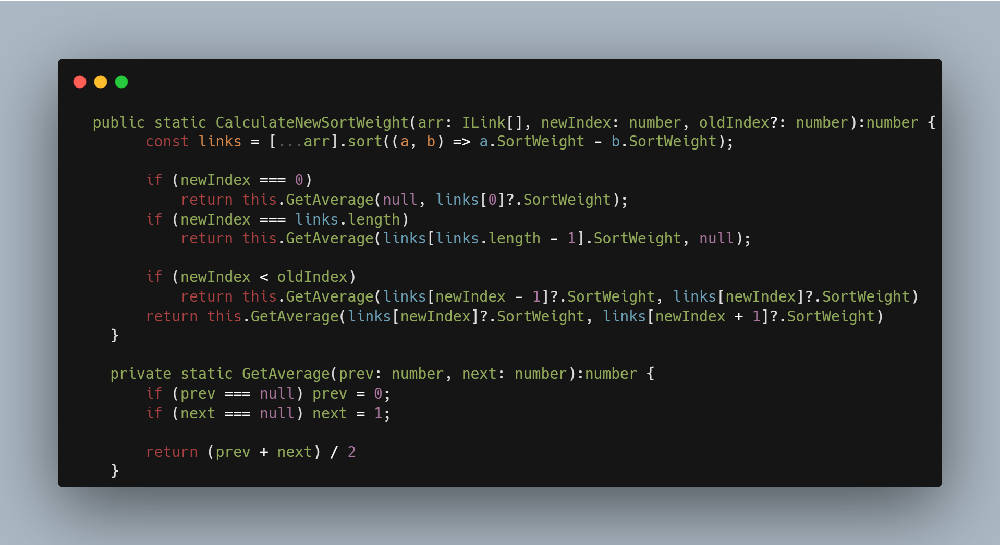 public static CalculateNewSortWeight(arr: ILink[], newIndex: number, oldIndex?: number):number {
const links = [...arr].sort((a, b) => a.SortWeight - b.SortWeight);
if (newIndex === 0)
return this.GetAverage(null, links[0]?.SortWeight);
if (newIndex === links.length)
return this.GetAverage(links[links.length - 1].SortWeight, null);
if (newIndex < oldIndex)
return this.GetAverage(links[newIndex - 1]?.SortWeight, links[newIndex]?.SortWeight)
return this.GetAverage(links[newIndex]?.SortWeight, links[newIndex + 1]?.SortWeight)
}
private static GetAverage(prev: number, next: number):number {
if (prev === null) prev = 0;
if (next === null) next = 1;
return (prev + next) / 2
}